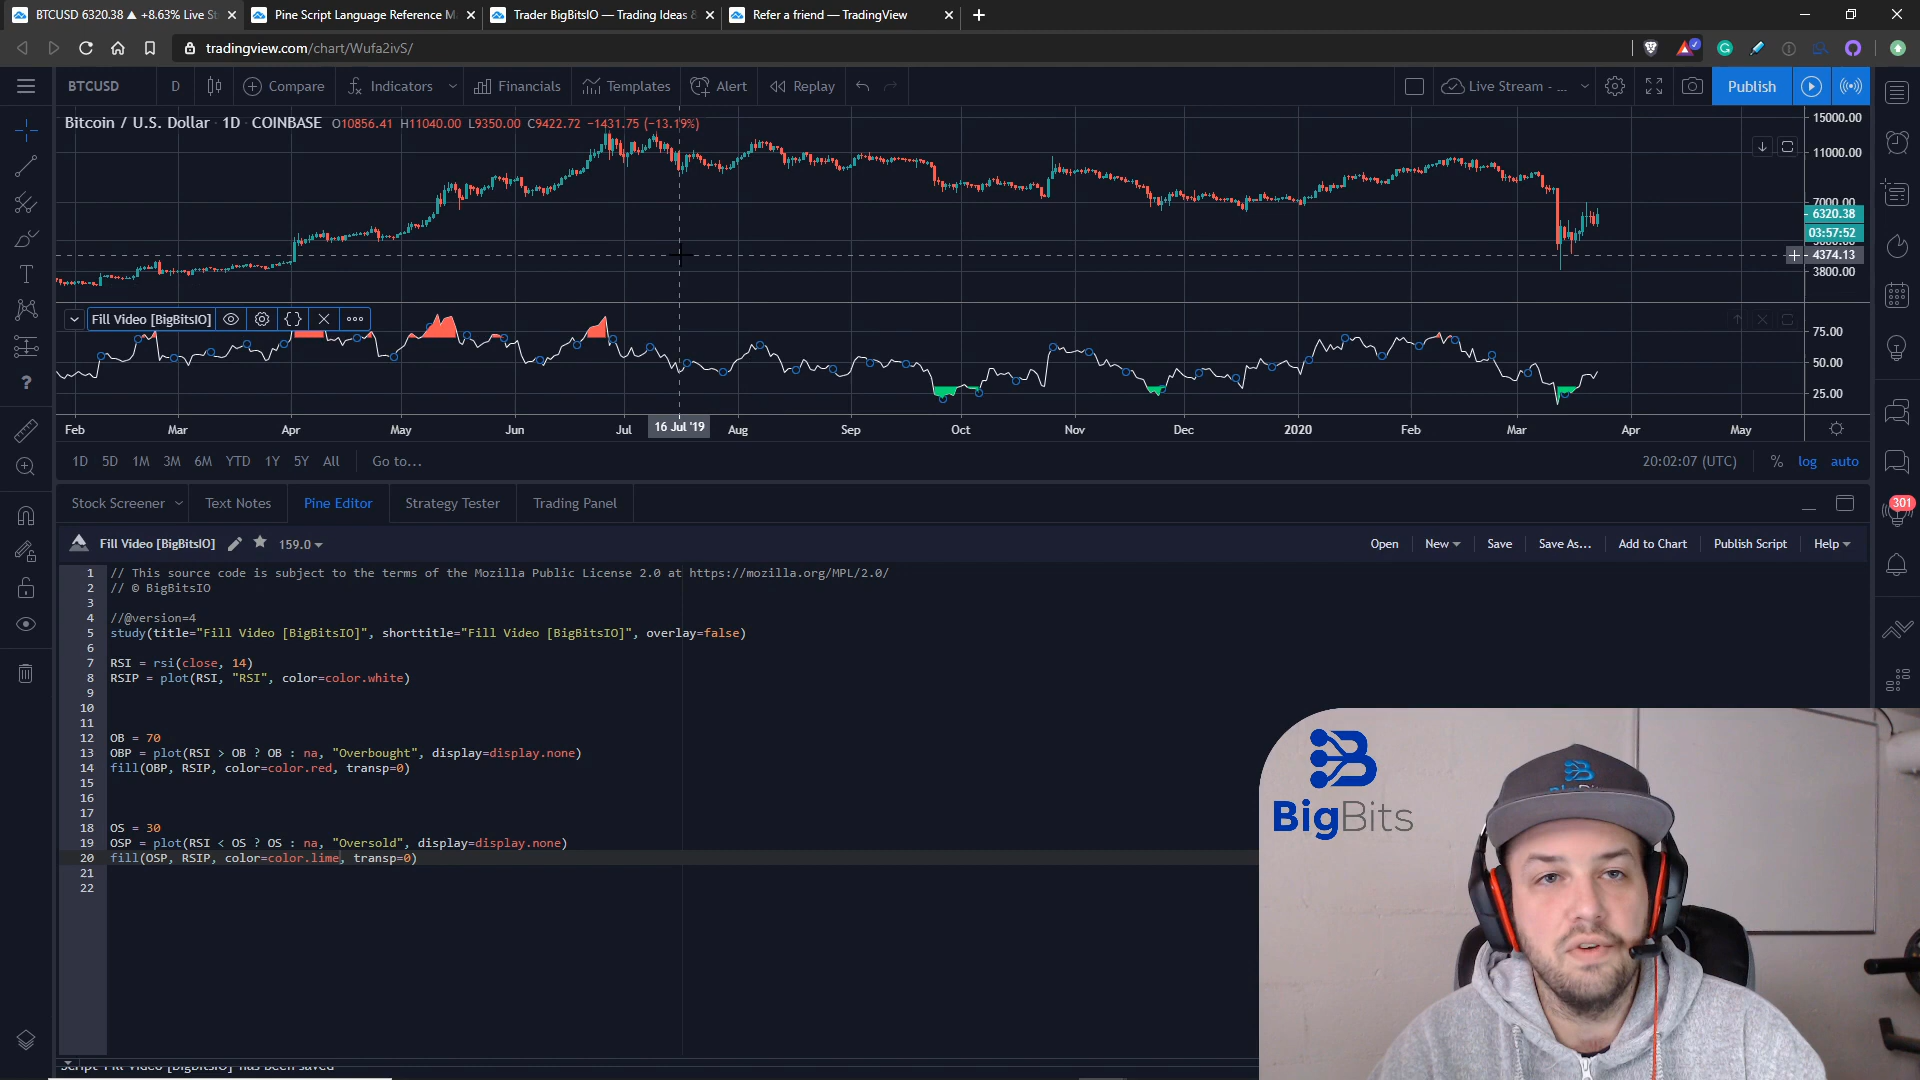 BTCUSD 6320.38 ▲ +8.63% Live St
Pine Script Language Reference M
Trader BigBitsIO — Trading Ideas &
Refer a friend — TradingView
tradingview.com/chart/Wufa2ivS/
BTCUSD D Compare Indicators Financials Templates Alert Replay Live Stream - ... Publish
Bitcoin / U.S. Dollar · 1D · COINBASE O10856.41 H11040.00 L9350.00 C9422.72 −1431.75 (−13.19%)
15000.00
11000.00
7000.00
6320.38
03:57:52
4374.13
3800.00
Fill Video [BigBitsIO]
75.00
50.00
25.00
Feb Mar Apr May Jun Jul 16 Jul '19 Aug Sep Oct Nov Dec 2020 Feb Mar Apr May
1D 5D 1M 3M 6M YTD 1Y 5Y All Go to... 20:02:07 (UTC) % log auto
Stock Screener Text Notes Pine Editor Strategy Tester Trading Panel
301
Fill Video [BigBitsIO] 159.0 Open New Save Save As... Add to Chart Publish Script Help
1 // This source code is subject to the terms of the Mozilla Public License 2.0 at https://mozilla.org/MPL/2.0/
2 // © BigBitsIO
3
4 //@version=4
5 study(title="Fill Video [BigBitsIO]", shorttitle="Fill Video [BigBitsIO]", overlay=false)
6
7 RSI = rsi(close, 14)
8 RSIP = plot(RSI, "RSI", color=color.white)
9
10
11
12 OB = 70
13 OBP = plot(RSI > OB ? OB : na, "Overbought", display=display.none)
14 fill(OBP, RSIP, color=color.red, transp=0)
15
16
17
18 OS = 30
19 OSP = plot(RSI < OS ? OS : na, "Oversold", display=display.none)
20 fill(OSP, RSIP, color=color.lime, transp=0)
21
22
BigBits
Script 'Fill Video [BigBitsIO]' has been saved